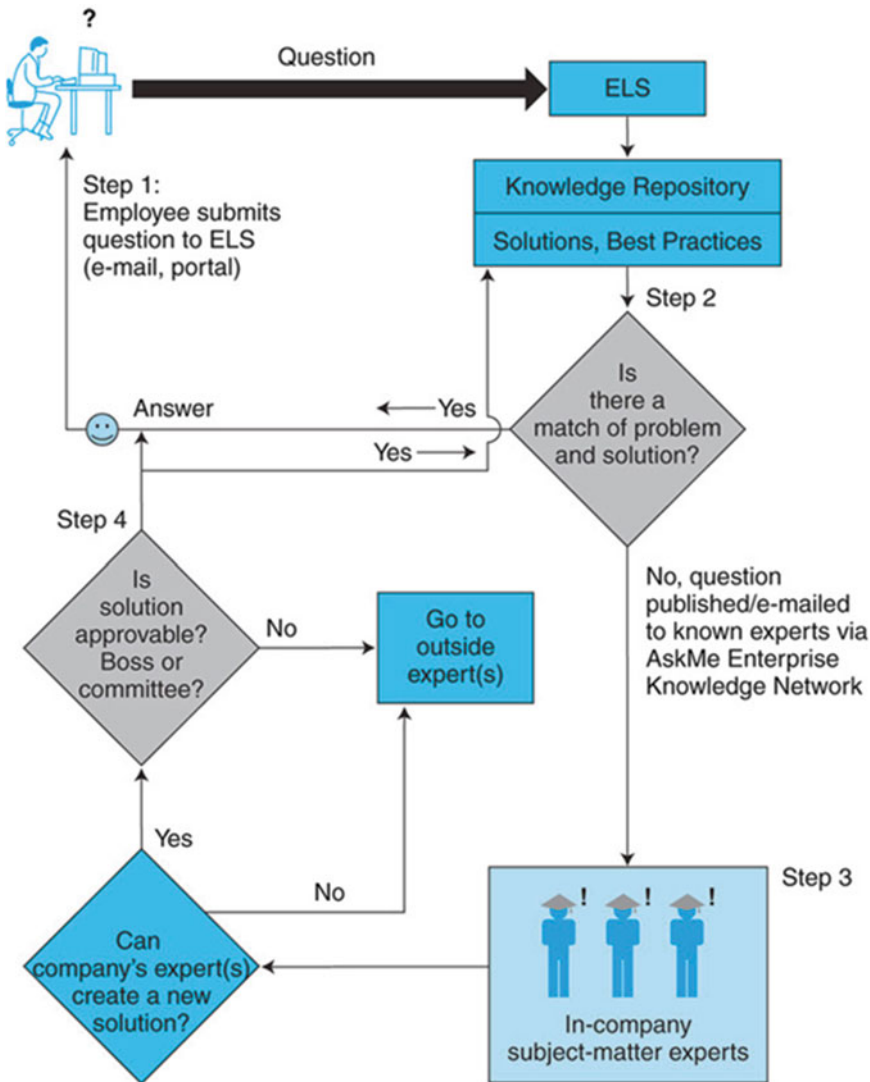 ?
Question
ELS
Step 1:
Employee submits
question to ELS
(e-mail, portal)
Knowledge Repository
Solutions, Best Practices
Step 2
Is
there a
match of problem
and solution?
Yes
Answer
Yes
Step 4
Is
solution
approvable?
Boss or
committee?
No
Go to
outside
expert(s)
No, question
published/e-mailed
to known experts via
AskMe Enterprise
Knowledge Network
Yes
No
Can
company's expert(s)
create a new
solution?
Step 3
! ! !
In-company
subject-matter experts